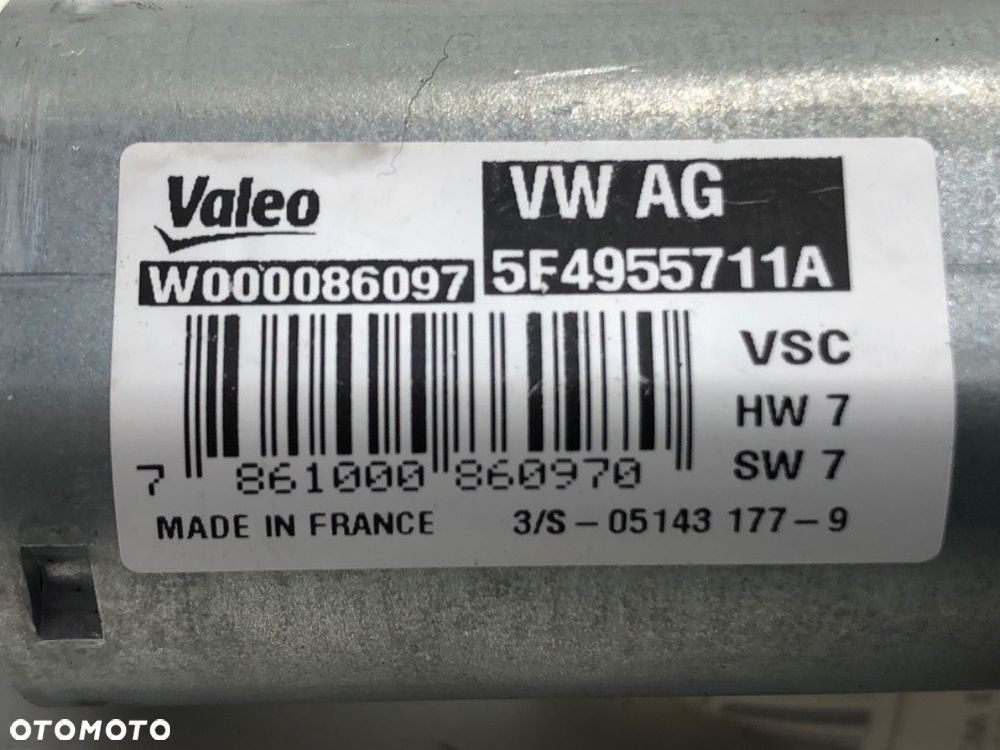 Valeo
VW AG
W000086097
5F4955711A
VSC
HW 7
SW 7
7 861000 860970
MADE IN FRANCE
3/S-05143 177-9
OTOMOTO